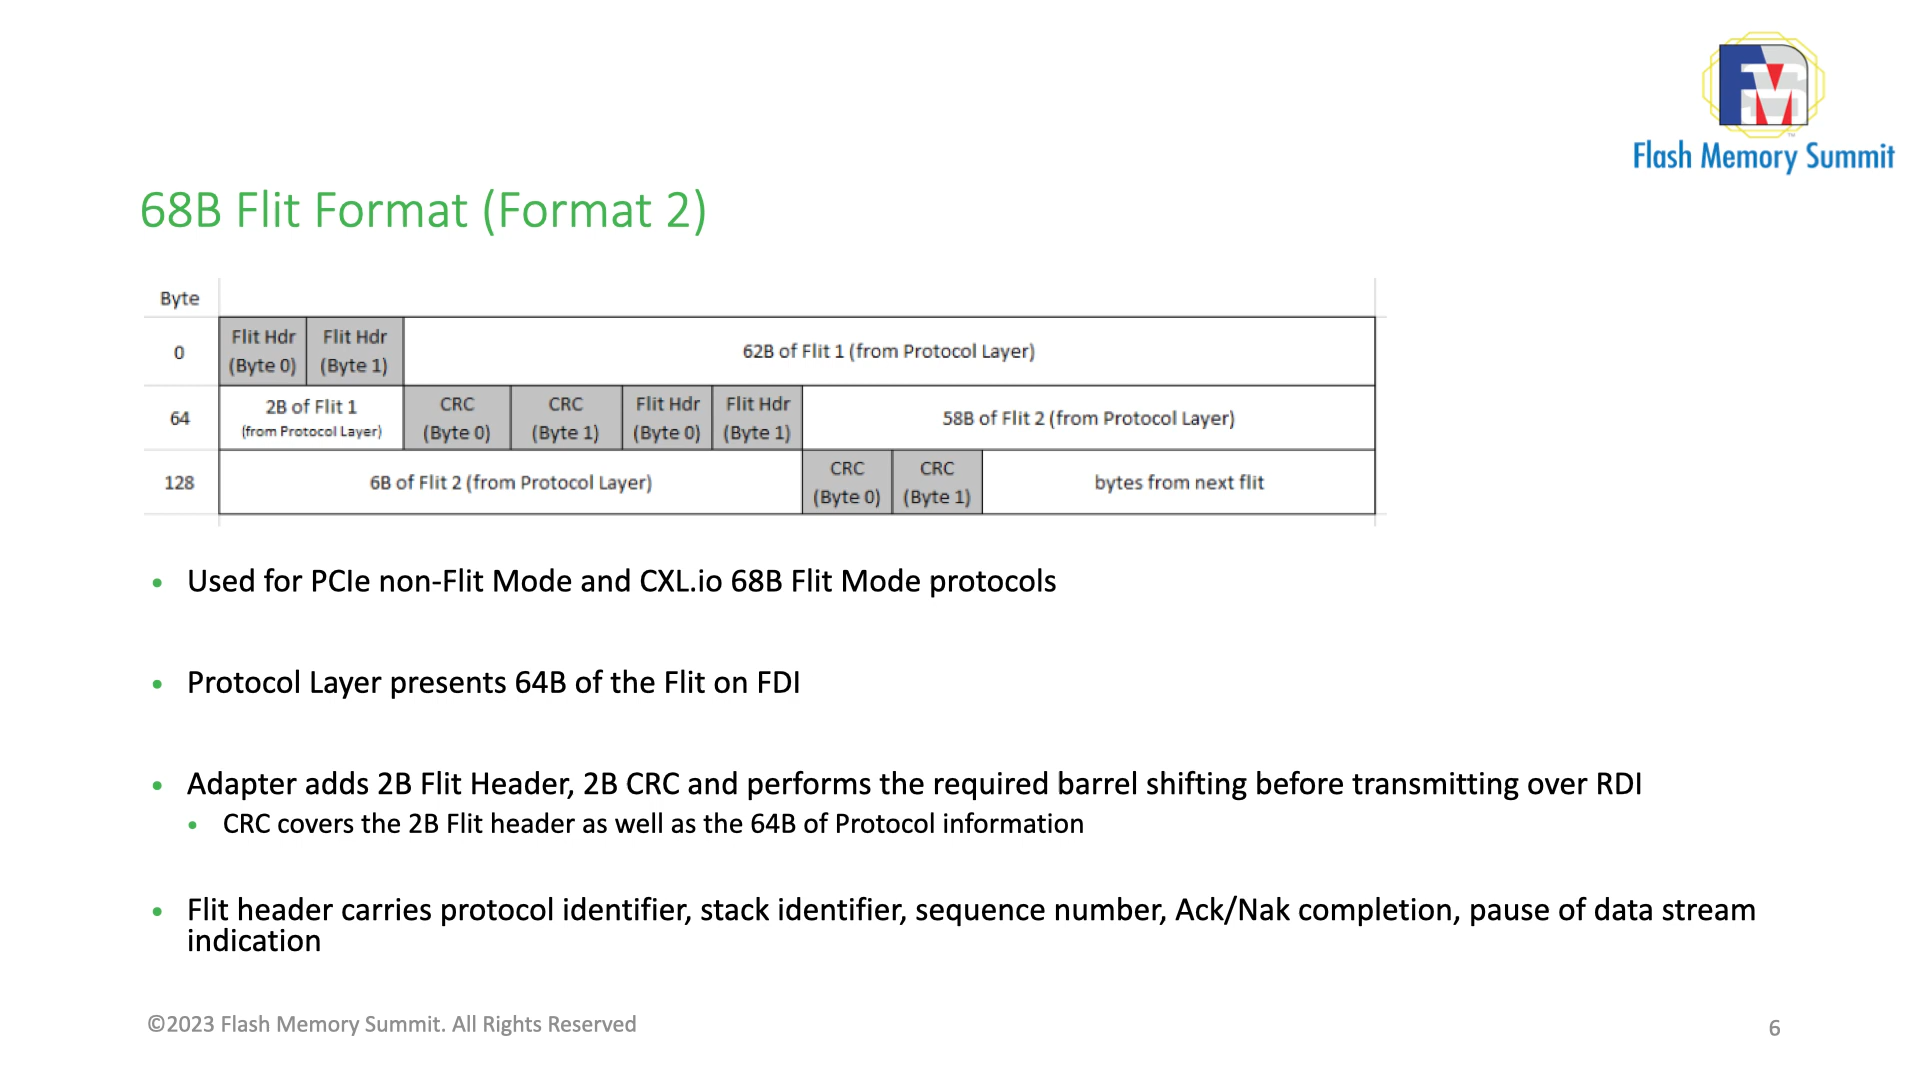 Flash Memory Summit
68B Flit Format (Format 2)
Byte
0
Flit Hdr
(Byte 0)
Flit Hdr
(Byte 1)
62B of Flit 1 (from Protocol Layer)
64
2B of Flit 1
(from Protocol Layer)
CRC
(Byte 0)
CRC
(Byte 1)
Flit Hdr
(Byte 0)
Flit Hdr
(Byte 1)
58B of Flit 2 (from Protocol Layer)
128
6B of Flit 2 (from Protocol Layer)
CRC
(Byte 0)
CRC
(Byte 1)
bytes from next flit
• Used for PCIe non-Flit Mode and CXL.io 68B Flit Mode protocols
• Protocol Layer presents 64B of the Flit on FDI
• Adapter adds 2B Flit Header, 2B CRC and performs the required barrel shifting before transmitting over RDI
• CRC covers the 2B Flit header as well as the 64B of Protocol information
• Flit header carries protocol identifier, stack identifier, sequence number, Ack/Nak completion, pause of data stream
indication
©2023 Flash Memory Summit. All Rights Reserved
6